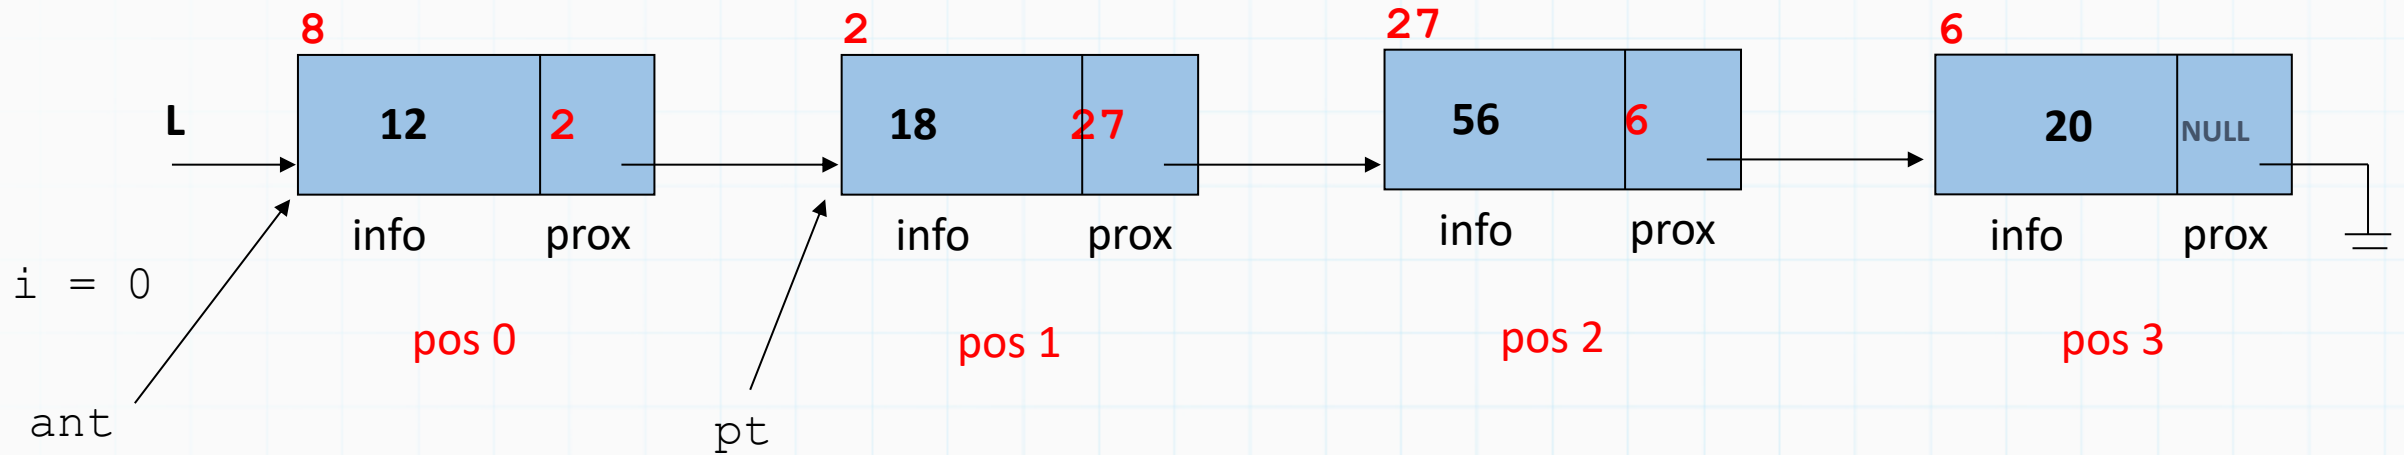 8 2 27 6
L 12 2 18 27 56 6 20 NULL
info prox info prox info prox info prox
i = 0
pos 0 pos 1 pos 2 pos 3
ant pt